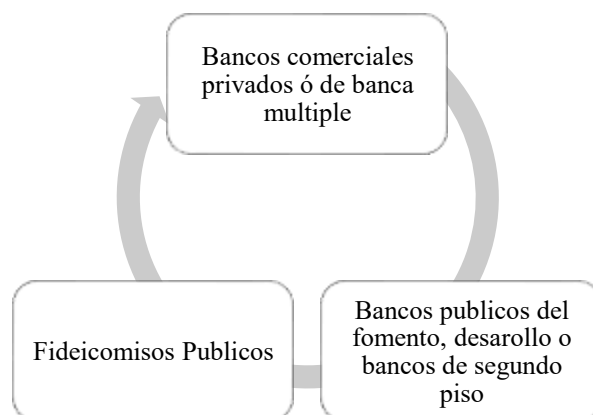 Bancos comerciales
privados ó de banca
multiple
Fideicomisos Publicos
Bancos publicos del
fomento, desarollo o
bancos de segundo
piso